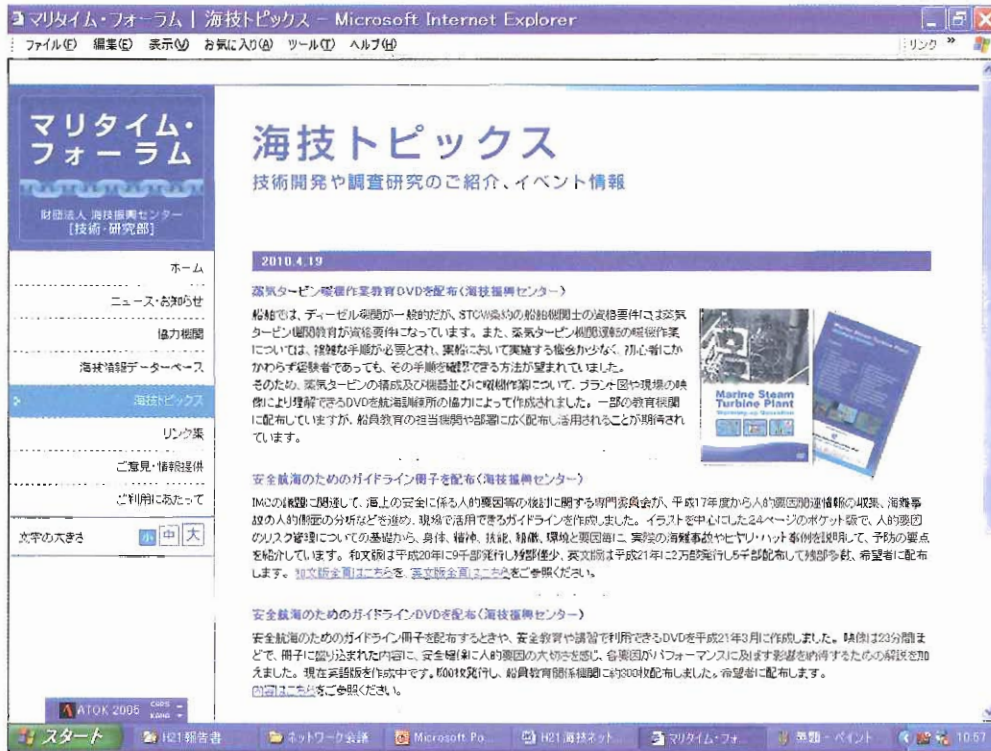 マリタイム・フォーラム | 海技トピックス - Microsoft Internet Explorer
ファイル(F) 編集(E) 表示(V) お気に入り(A) ツール(T) ヘルプ(H)
リンク »
マリタイム・
フォーラム
財団法人 海技振興センター
[技術・研究部]
ホーム
ニュース・お知らせ
協力機関
海技情報データーベース
海技トピックス
リンク集
ご意見・情報提供
ご利用にあたって
文字の大きさ 小 中 大
海技トピックス
技術開発や調査研究のご紹介、イベント情報
2010.4.19
蒸気タービン暖機作業教育DVDを配布(海技振興センター)
船舶では、ディーゼル機関が一般的だが、STCW条約の船舶機関士の資格要件には蒸気
タービン機関教育が資格要件になっています。また、蒸気タービン機関運転の暖機作業
については、複雑な手順が必要とされ、実船において実施する機会が少なく、初心者にか
かわらず経験者であっても、その手順を確認できる方法が望まれていました。
そのため、蒸気タービンの構成及び機器並びに暖機作業について、プラント図や現場の映
像により理解できるDVDを航海訓練所の協力によって作成されました。一部の教育機関
に配布していますが、船員教育の担当機関や部署に広く配布し活用されることが期待され
ています。
Marine Steam
Turbine Plant
Warming-up Operation
Marine Steam
Turbine Plant
安全航海のためのガイドライン冊子を配布(海技振興センター)
IMOの議題に関連して、海上の安全に係る人的要因等の検討に関する専門委員会が、平成17年度から人的要因関連情報の収集、海難事
故の人的側面の分析などを進め、現場で活用できるガイドラインを作成しました。イラストを中心にした24ページのポケット版で、人的要因
のリスク管理についての基礎から、身体、精神、技能、組織、環境と要因毎に、実際の海難事故やヒヤリ・ハット事例を説明して、予防の要点
を紹介しています。和文版は平成20年に9千部発行し残部僅少、英文版は平成21年に2万部発行し5千部配布して残部多数、希望者に配布
します。 和文版全頁はこちらを、英文版全頁はこちらをご参照ください。
安全航海のためのガイドラインDVDを配布(海技振興センター)
安全航海のためのガイドライン冊子を配布するときや、安全教育や講習で利用できるDVDを平成21年3月に作成しました。映像は23分間ま
どで、冊子に盛り込まれた内容に、安全確保に人的要因の大切さを感じ、各要因がパフォーマンスに及ぼす影響を納得するための解説を加
えました。現在英語版を作成中です。500枚発行し、船員教育関係機関に約300枚配布しました。希望者に配布します。
内容はこちらをご参照ください。
ATOK 2006 CAPS KANA
スタート H21報告書 ネットワーク会議 Microsoft Po... H21海技ネット... マリタイム・フォ... 無題 - ペイント 10:57